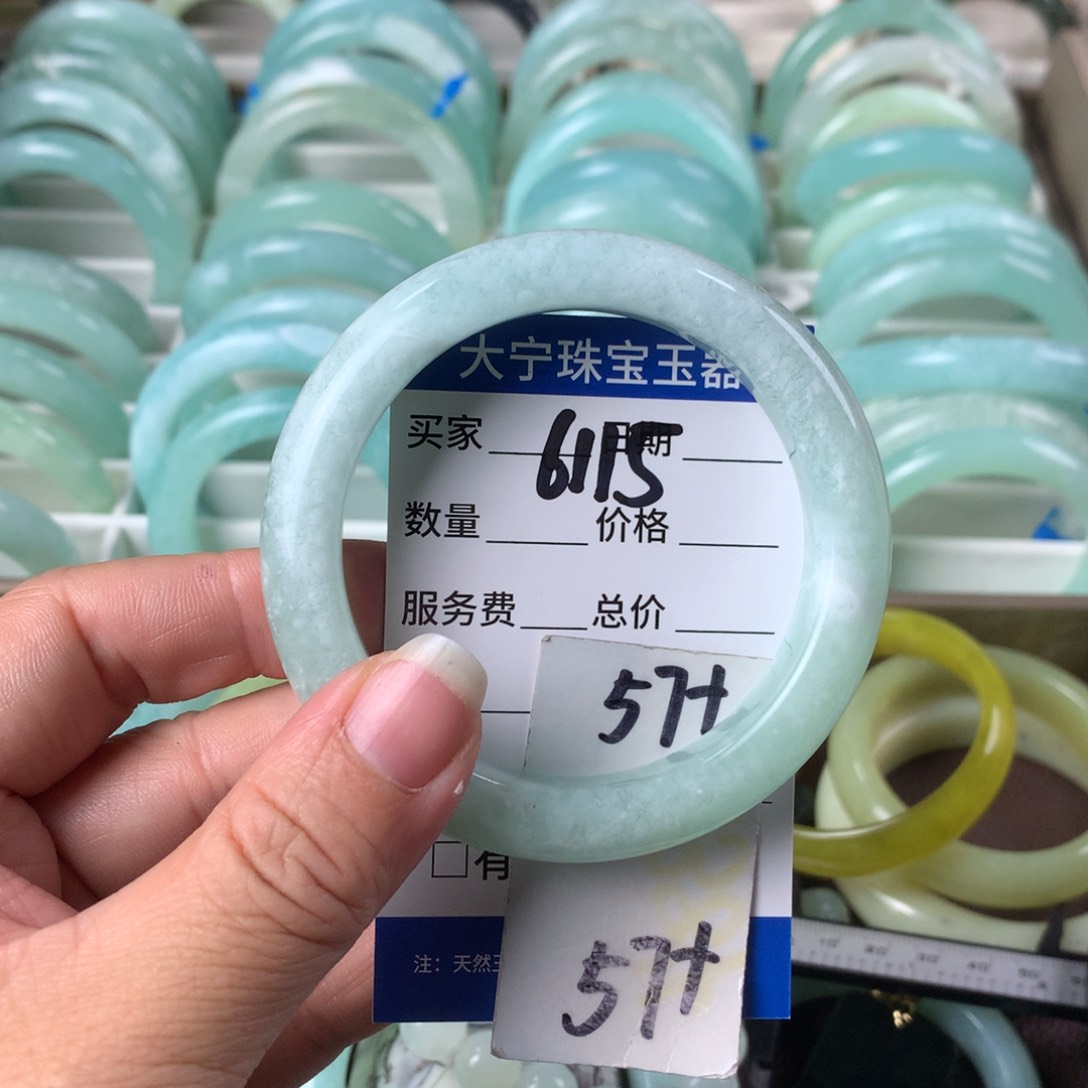 大宁珠宝玉器
6115
买家 日期
数量 价格
服务费 总价
57+
□有
57+
注：天然